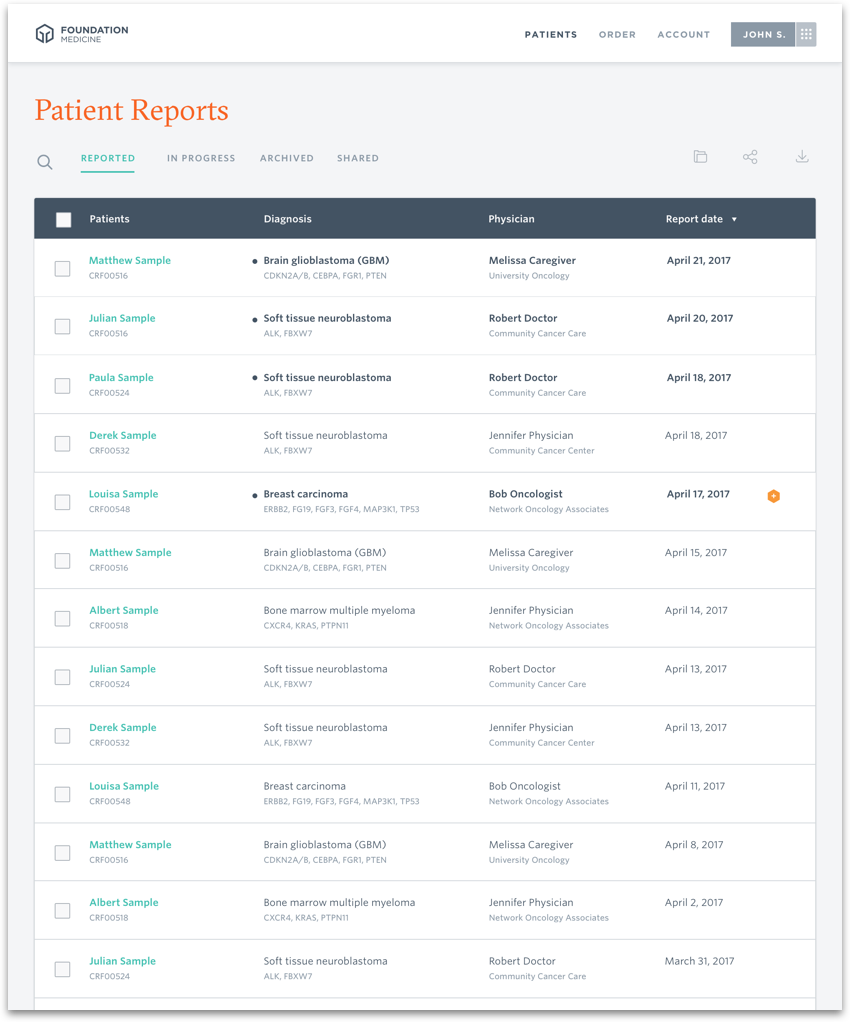 FOUNDATION
MEDICINE
PATIENTS ORDER ACCOUNT JOHN S.
Patient Reports
REPORTED IN PROGRESS ARCHIVED SHARED
Patients Diagnosis Physician Report date
Matthew Sample Brain glioblastoma (GBM) Melissa Caregiver April 21, 2017
CRF00516 CDKN2A/B, CEBPA, FGR1, PTEN University Oncology
Julian Sample Soft tissue neuroblastoma Robert Doctor April 20, 2017
CRF00516 ALK, FBXW7 Community Cancer Care
Paula Sample Soft tissue neuroblastoma Robert Doctor April 18, 2017
CRF00524 ALK, FBXW7 Community Cancer Care
Derek Sample Soft tissue neuroblastoma Jennifer Physician April 18, 2017
CRF00532 ALK, FBXW7 Community Cancer Center
Louisa Sample Breast carcinoma Bob Oncologist April 17, 2017
CRF00548 ERBB2, FG19, FGF3, FGF4, MAP3K1, TP53 Network Oncology Associates
Matthew Sample Brain glioblastoma (GBM) Melissa Caregiver April 15, 2017
CRF00516 CDKN2A/B, CEBPA, FGR1, PTEN University Oncology
Albert Sample Bone marrow multiple myeloma Jennifer Physician April 14, 2017
CRF00518 CXCR4, KRAS, PTPN11 Network Oncology Associates
Julian Sample Soft tissue neuroblastoma Robert Doctor April 13, 2017
CRF00524 ALK, FBXW7 Community Cancer Care
Derek Sample Soft tissue neuroblastoma Jennifer Physician April 13, 2017
CRF00532 ALK, FBXW7 Community Cancer Center
Louisa Sample Breast carcinoma Bob Oncologist April 11, 2017
CRF00548 ERBB2, FG19, FGF3, FGF4, MAP3K1, TP53 Network Oncology Associates
Matthew Sample Brain glioblastoma (GBM) Melissa Caregiver April 8, 2017
CRF00516 CDKN2A/B, CEBPA, FGR1, PTEN University Oncology
Albert Sample Bone marrow multiple myeloma Jennifer Physician April 2, 2017
CRF00518 CXCR4, KRAS, PTPN11 Network Oncology Associates
Julian Sample Soft tissue neuroblastoma Robert Doctor March 31, 2017
CRF00524 ALK, FBXW7 Community Cancer Care